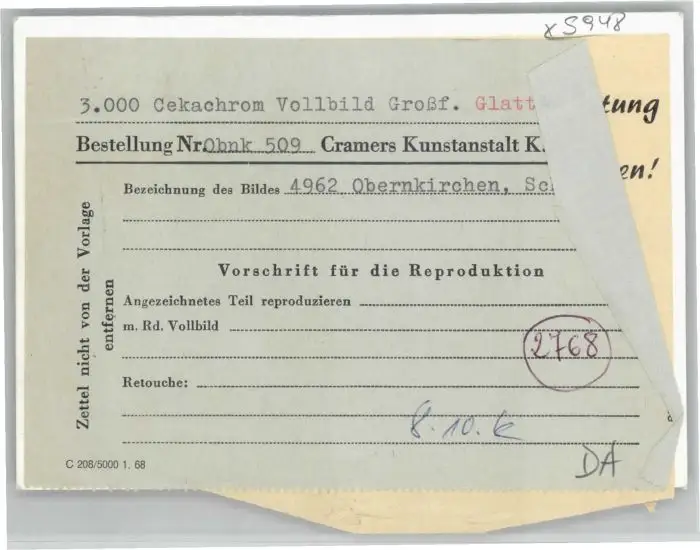 x5948
3.000 Cekachrom Vollbild Großf. Glatt
tung
Bestellung Nr. Obnk 509 Cramers Kunstanstalt K.
en!
Bezeichnung des Bildes 4962 Obernkirchen, Sc
Vorschrift für die Reproduktion
Angezeichnetes Teil reproduzieren
m. Rd. Vollbild
2768
Retouche:
8.10. k
DA
C 208/5000 1. 68
Zettel nicht von der Vorlage
entfernen